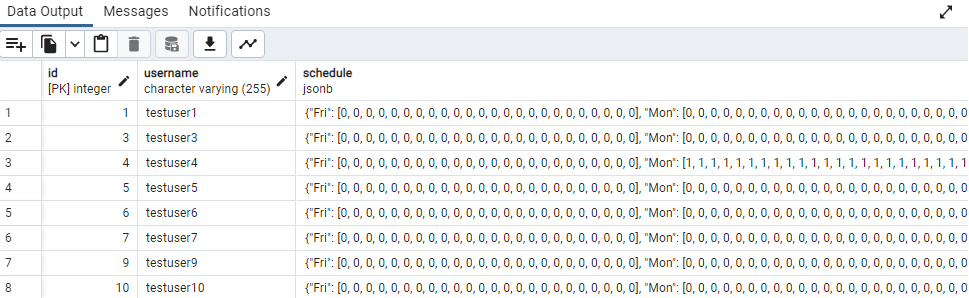 Data Output Messages Notifications
id username schedule
[PK] integer character varying (255) jsonb
1 1 testuser1 {"Fri": [0, 0, 0, 0, 0, 0, 0, 0, 0, 0, 0, 0, 0, 0, 0, 0, 0, 0, 0, 0, 0, 0, 0, 0], "Mon": [0, 0, 0, 0, 0, 0, 0, 0, 0, 0, 0, 0, 0, 0, 0, 0, 0, 0, 0, 0, 0, 0, 0
2 3 testuser3 {"Fri": [0, 0, 0, 0, 0, 0, 0, 0, 0, 0, 0, 0, 0, 0, 0, 0, 0, 0, 0, 0, 0, 0, 0, 0], "Mon": [0, 0, 0, 0, 0, 0, 0, 0, 0, 0, 0, 0, 0, 0, 0, 0, 0, 0, 0, 0, 0, 0, 0
3 4 testuser4 {"Fri": [0, 0, 0, 0, 0, 0, 0, 0, 0, 0, 0, 0, 0, 0, 0, 0, 0, 0, 0, 0, 0, 0, 0, 0], "Mon": [1, 1, 1, 1, 1, 1, 1, 1, 1, 1, 1, 1, 1, 1, 1, 1, 1, 1, 1, 1, 1, 1, 1
4 5 testuser5 {"Fri": [0, 0, 0, 0, 0, 0, 0, 0, 0, 0, 0, 0, 0, 0, 0, 0, 0, 0, 0, 0, 0, 0, 0, 0], "Mon": [0, 0, 0, 0, 0, 0, 0, 0, 0, 0, 0, 0, 0, 0, 0, 0, 0, 0, 0, 0, 0, 0, 0
5 6 testuser6 {"Fri": [0, 0, 0, 0, 0, 0, 0, 0, 0, 0, 0, 0, 0, 0, 0, 0, 0, 0, 0, 0, 0, 0, 0, 0], "Mon": [0, 0, 0, 0, 0, 0, 0, 0, 0, 0, 0, 0, 0, 0, 0, 0, 0, 0, 0, 0, 0, 0, 0
6 7 testuser7 {"Fri": [0, 0, 0, 0, 0, 0, 0, 0, 0, 0, 0, 0, 0, 0, 0, 0, 0, 0, 0, 0, 0, 0, 0, 0], "Mon": [0, 0, 0, 0, 0, 0, 0, 0, 0, 0, 0, 0, 0, 0, 0, 0, 0, 0, 0, 0, 0, 0, 0
7 9 testuser9 {"Fri": [0, 0, 0, 0, 0, 0, 0, 0, 0, 0, 0, 0, 0, 0, 0, 0, 0, 0, 0, 0, 0, 0, 0, 0], "Mon": [0, 0, 0, 0, 0, 0, 0, 0, 0, 0, 0, 0, 0, 0, 0, 0, 0, 0, 0, 0, 0, 0, 0
8 10 testuser10 {"Fri": [0, 0, 0, 0, 0, 0, 0, 0, 0, 0, 0, 0, 0, 0, 0, 0, 0, 0, 0, 0, 0, 0, 0, 0], "Mon": [0, 0, 0, 0, 0, 0, 0, 0, 0, 0, 0, 0, 0, 0, 0, 0, 0, 0, 0, 0, 0, 0, 0